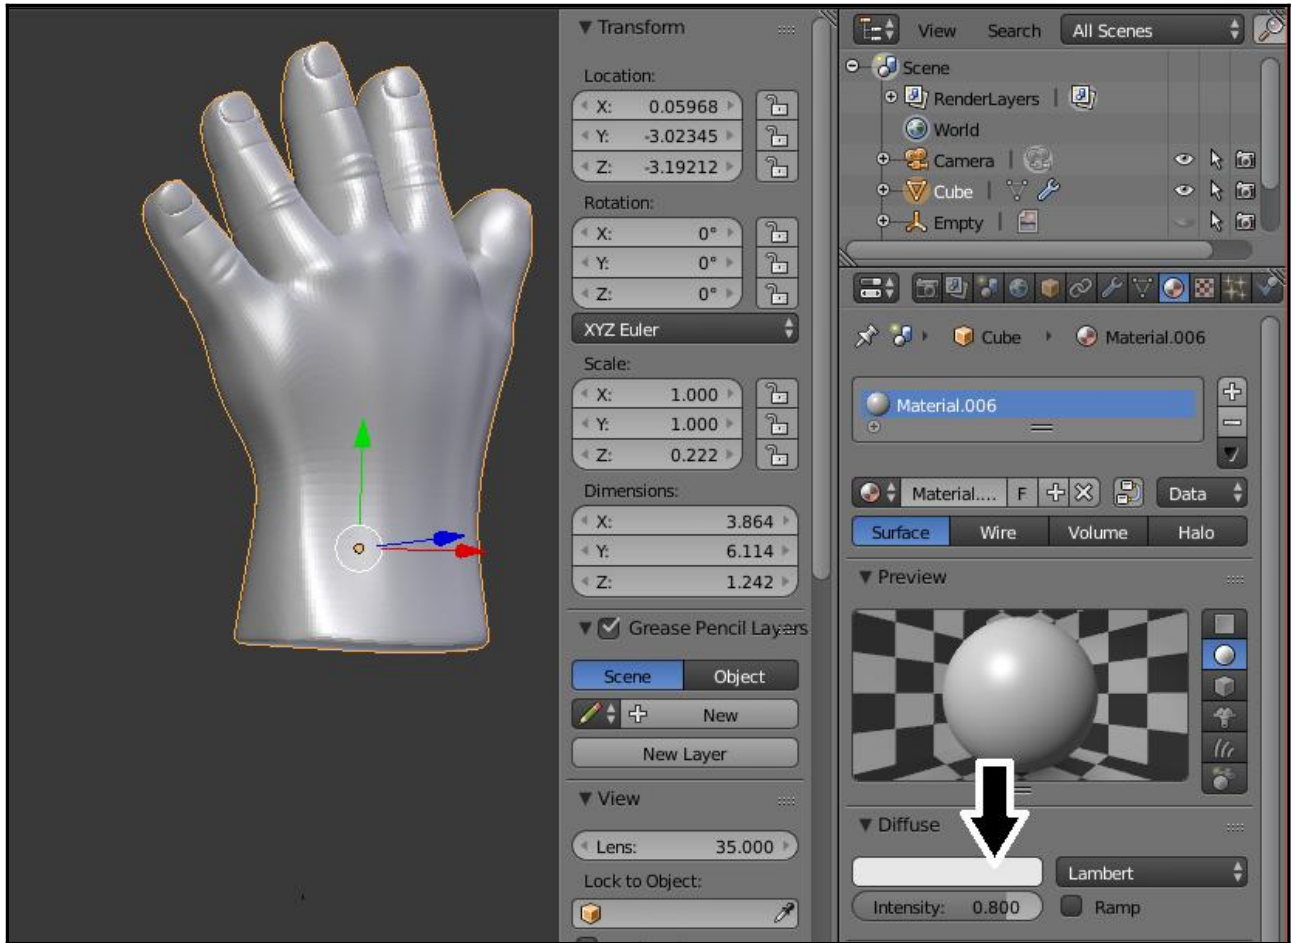 Transform
Location:
X: 0.05968
Y: -3.02345
Z: -3.19212
Rotation:
X: 0°
Y: 0°
Z: 0°
XYZ Euler
Scale:
X: 1.000
Y: 1.000
Z: 0.222
Dimensions:
X: 3.864
Y: 6.114
Z: 1.242
Grease Pencil Layers
Scene Object
New
New Layer
View
Lens: 35.000
Lock to Object:
View Search All Scenes
Scene
RenderLayers
World
Camera
Cube
Empty
Cube Material.006
Material.006
Material.... F Data
Surface Wire Volume Halo
Preview
Diffuse
Lambert
Intensity: 0.800 Ramp